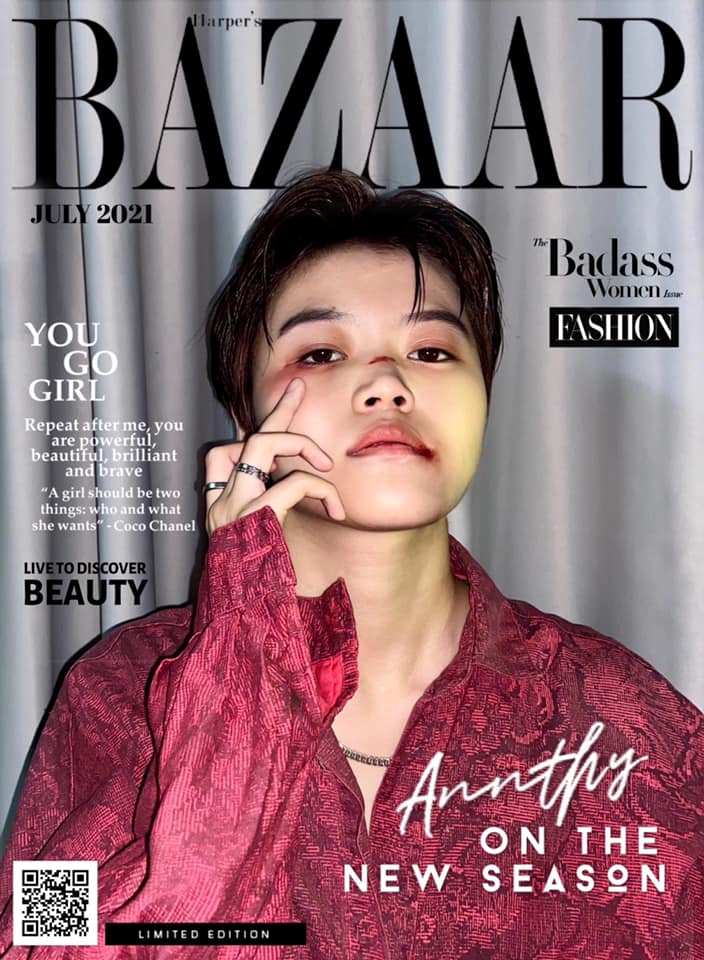 Harper's
BAZAAR
JULY 2021
The Badass
Women Issue
FASHION
YOU
GO
GIRL
Repeat after me, you
are powerful,
beautiful, brilliant
and brave
“A girl should be two
things: who and what
she wants” - Coco Chanel
LIVE TO DISCOVER
BEAUTY
Annthy
ON THE
NEW SEASON
LIMITED EDITION